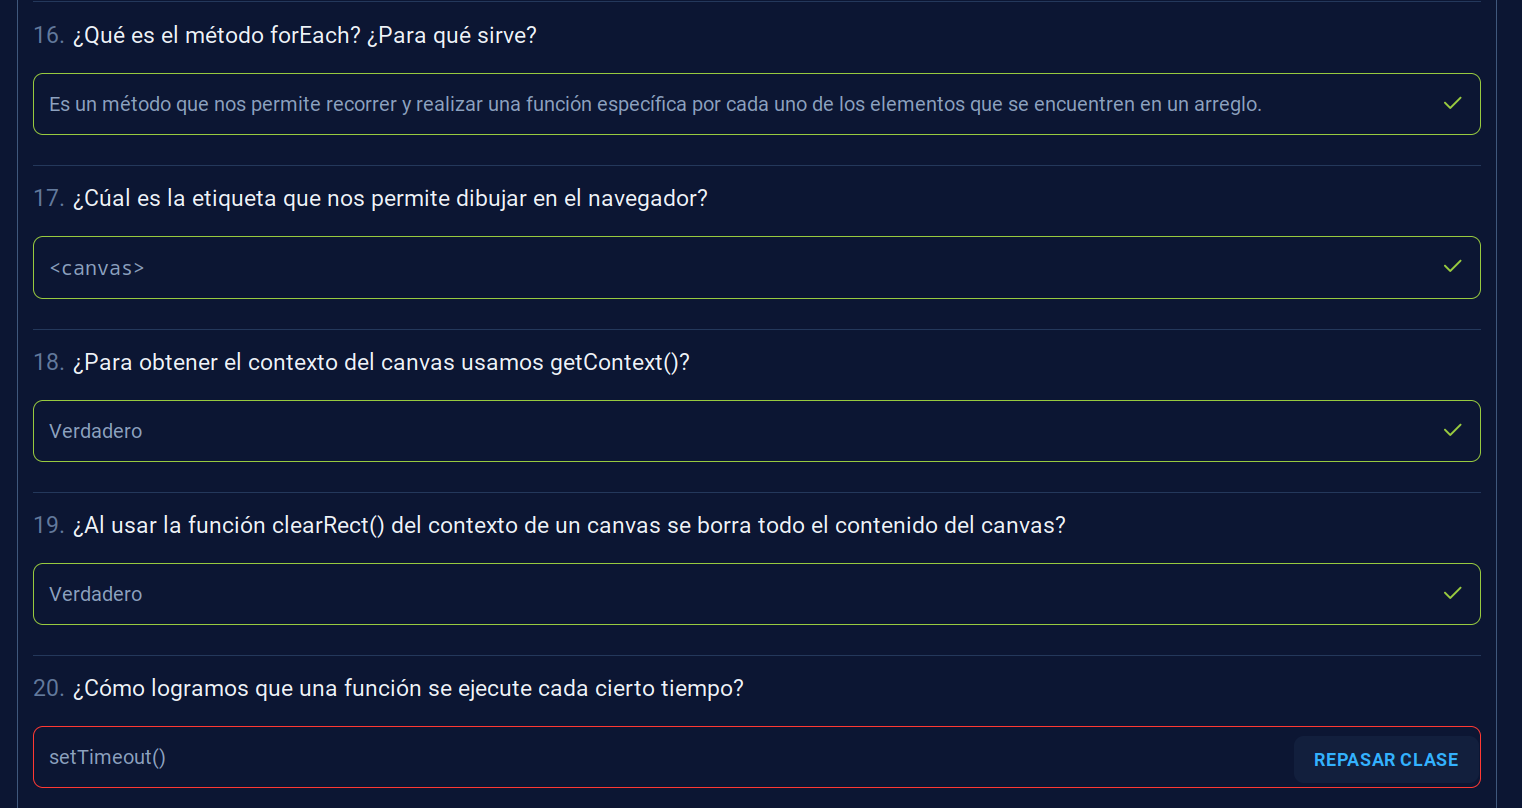 16. ¿Qué es el método forEach? ¿Para qué sirve?
Es un método que nos permite recorrer y realizar una función específica por cada uno de los elementos que se encuentren en un arreglo.
17. ¿Cúal es la etiqueta que nos permite dibujar en el navegador?
<canvas>
18. ¿Para obtener el contexto del canvas usamos getContext()?
Verdadero
19. ¿Al usar la función clearRect() del contexto de un canvas se borra todo el contenido del canvas?
Verdadero
20. ¿Cómo logramos que una función se ejecute cada cierto tiempo?
setTimeout()
REPASAR CLASE